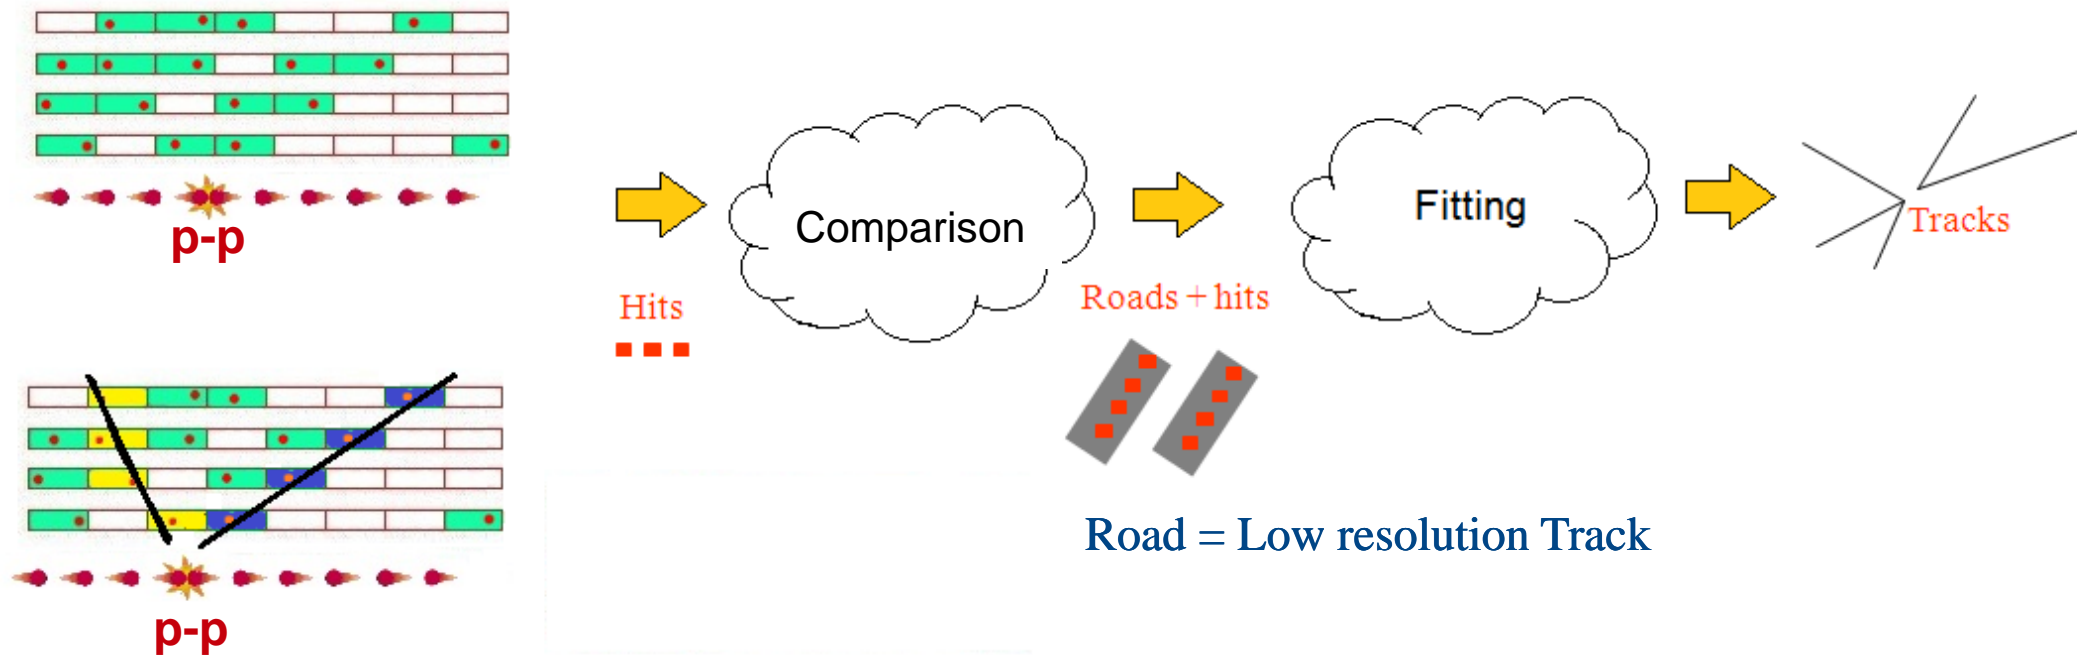 p-p
Hits
Comparison
Roads + hits
Fitting
Tracks
Road = Low resolution Track
p-p